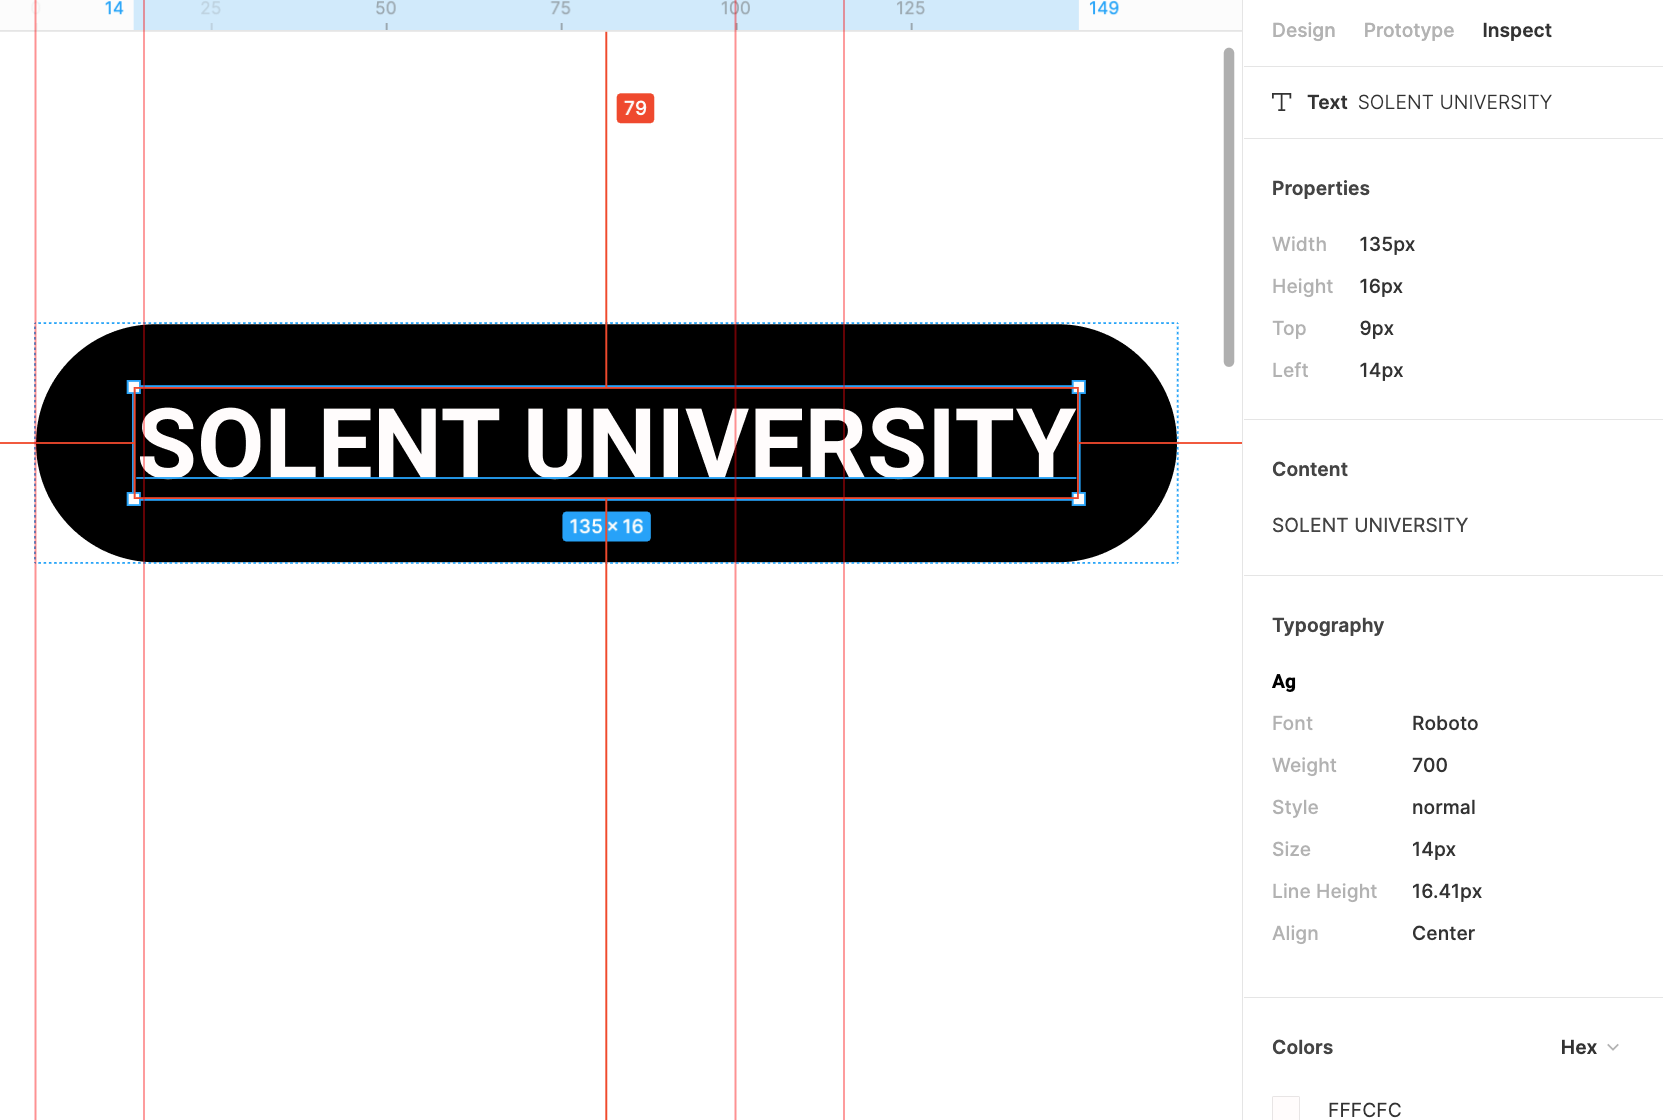 14 25 50 75 100 125 149
Design Prototype Inspect
79
Text SOLENT UNIVERSITY
Properties
Width 135px
Height 16px
Top 9px
Left 14px
SOLENT UNIVERSITY
135 × 16
Content
SOLENT UNIVERSITY
Typography
Ag
Font Roboto
Weight 700
Style normal
Size 14px
Line Height 16.41px
Align Center
Colors Hex
FFFCFC